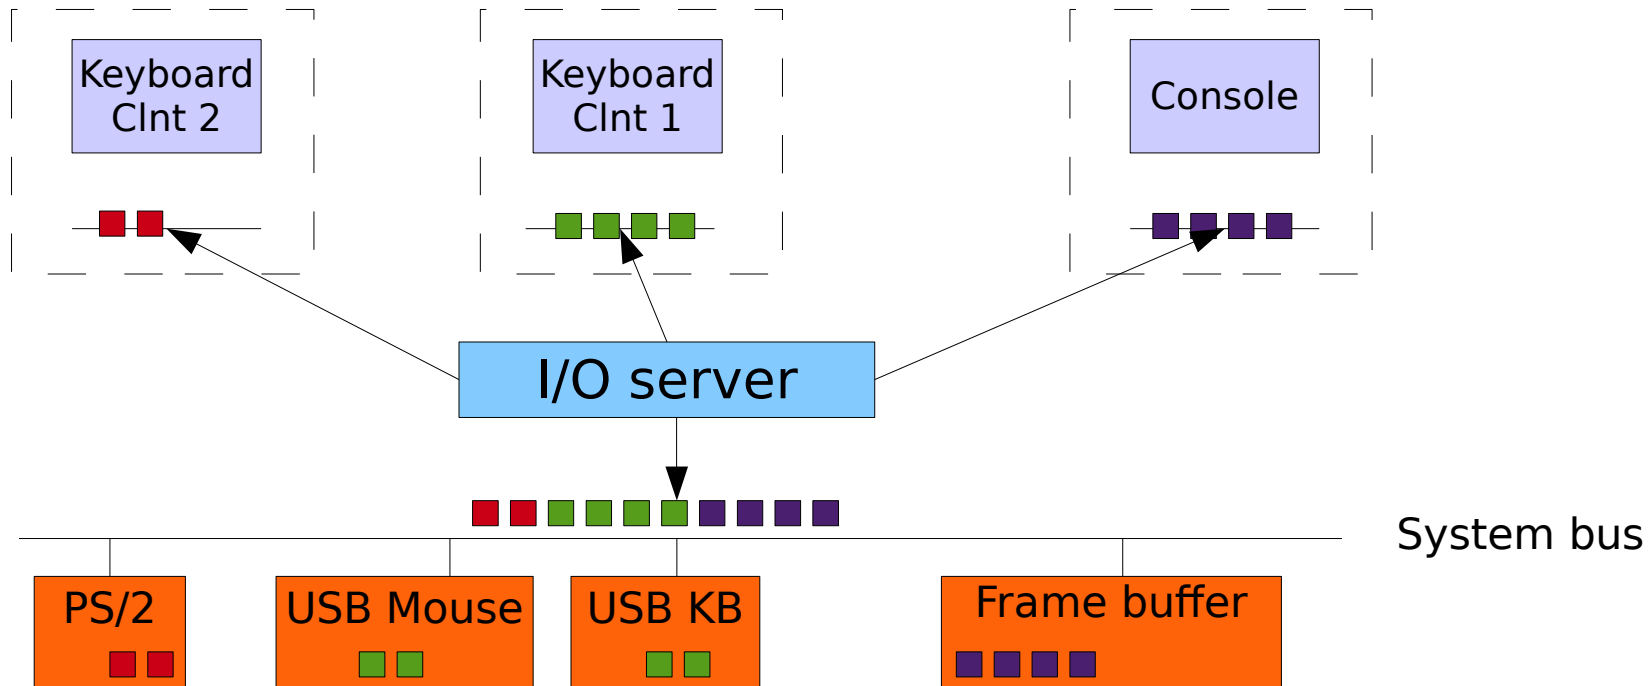 Keyboard
Clnt 2
Keyboard
Clnt 1
Console
I/O server
System bus
PS/2
USB Mouse
USB KB
Frame buffer